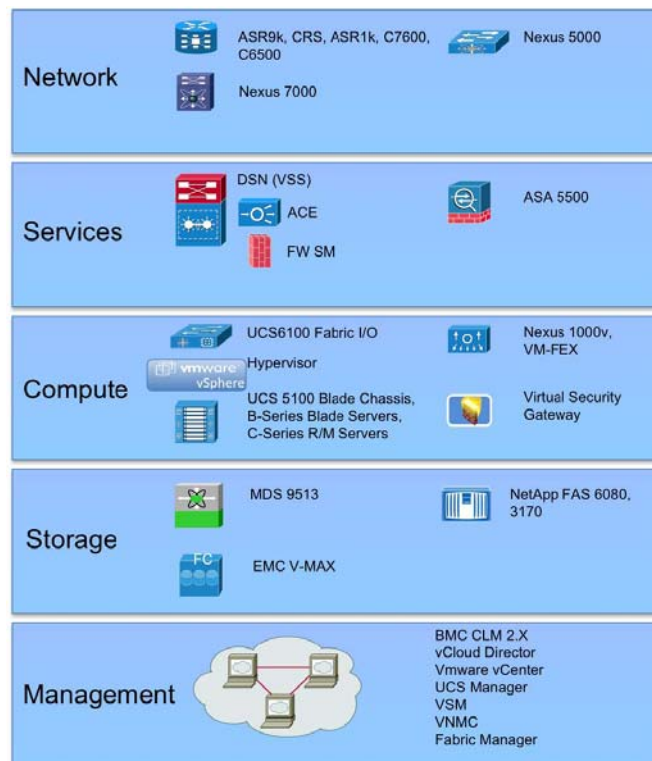 Network
ASR9k, CRS, ASR1k, C7600,
C6500
Nexus 5000
Nexus 7000
Services
DSN (VSS)
ACE
FW SM
ASA 5500
Compute
UCS6100 Fabric I/O
Nexus 1000v,
VM-FEX
vmware
vSphere
Hypervisor
UCS 5100 Blade Chassis,
B-Series Blade Servers,
C-Series R/M Servers
Virtual Security
Gateway
Storage
MDS 9513
NetApp FAS 6080,
3170
FC
EMC V-MAX
Management
BMC CLM 2.X
vCloud Director
Vmware vCenter
UCS Manager
VSM
VNMC
Fabric Manager